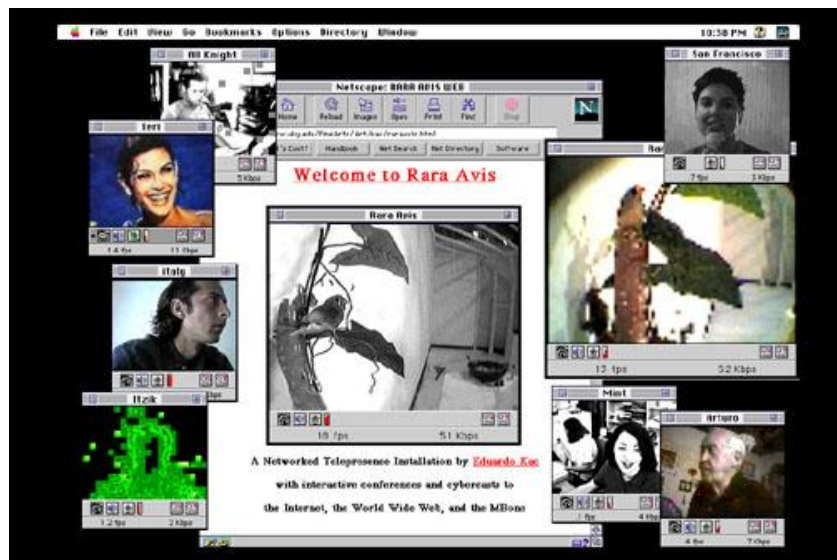 File Edit View Go Bookmarks Options Directory Window 10:38 PM
All Knight
San Francisco
Netscape: RARA AVIS WEB
Home Reload Images Open Print Find Stop
N
's Cool? Handbook Net Search Net Directory Software
5 Kbps
.7 fps 3 Kbps
Teri
Welcome to Rara Avis
Rara Avis
1.4 fps 11 Kbps
italy
Itzik
13 fps 52 Kbps
Mint
Arturo
18 fps 51 Kbps
A Networked Telepresence Installation by Eduardo Kac
with interactive conferences and cybercasts to
the Internet, the World Wide Web, and the MBone
1.2 fps 2 Kbps
.1 fps 4 Kbps
4 fps 7 Kbps